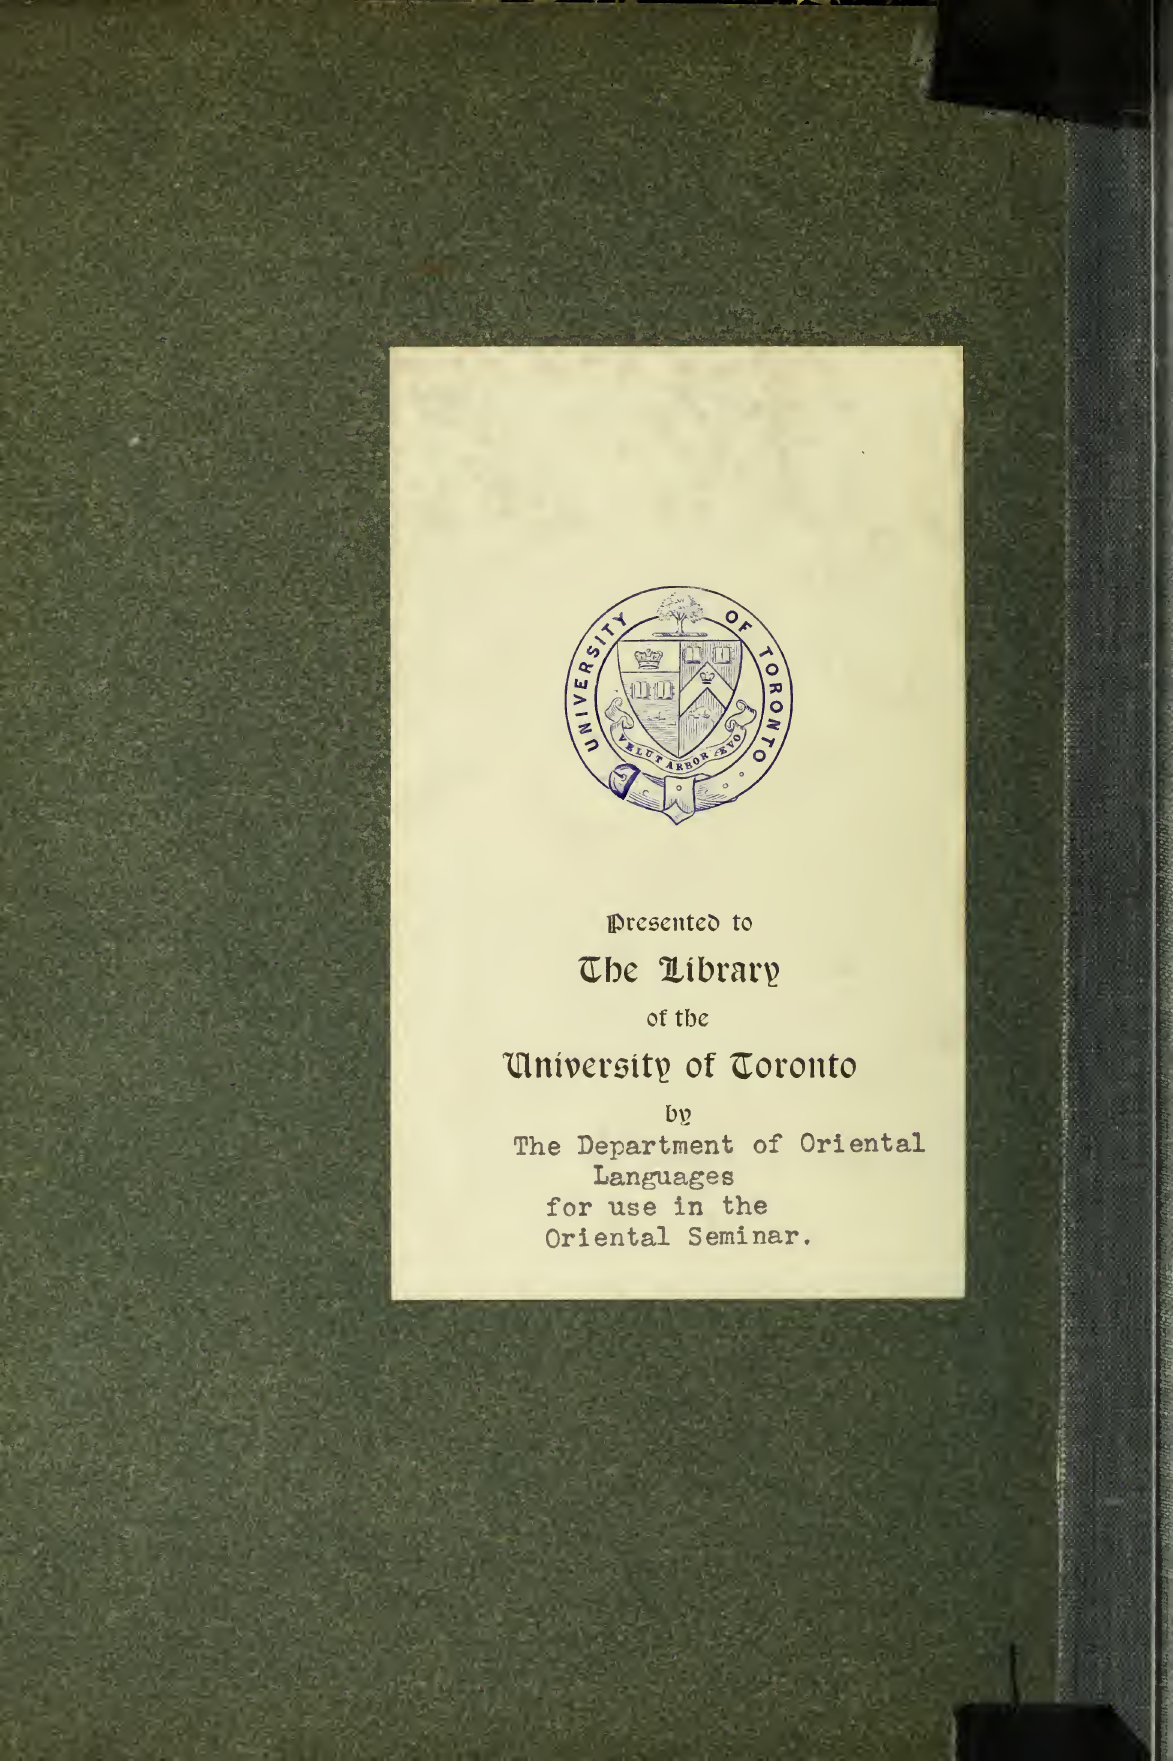 UNIVERSITY OF TORONTO
VELUT ARBOR ÆVO
Presented to
The Library
of the
University of Toronto
by
The Department of Oriental
Languages
for use in the
Oriental Seminar.